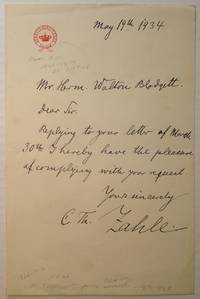 May 19th 1934
Mr. Herm. Walton Blodgett.
Dear Sir.
Replying to your letter of March
30th I hereby have the pleasure
of complying with your request
Yours sincerely
C. Th. Zahle.